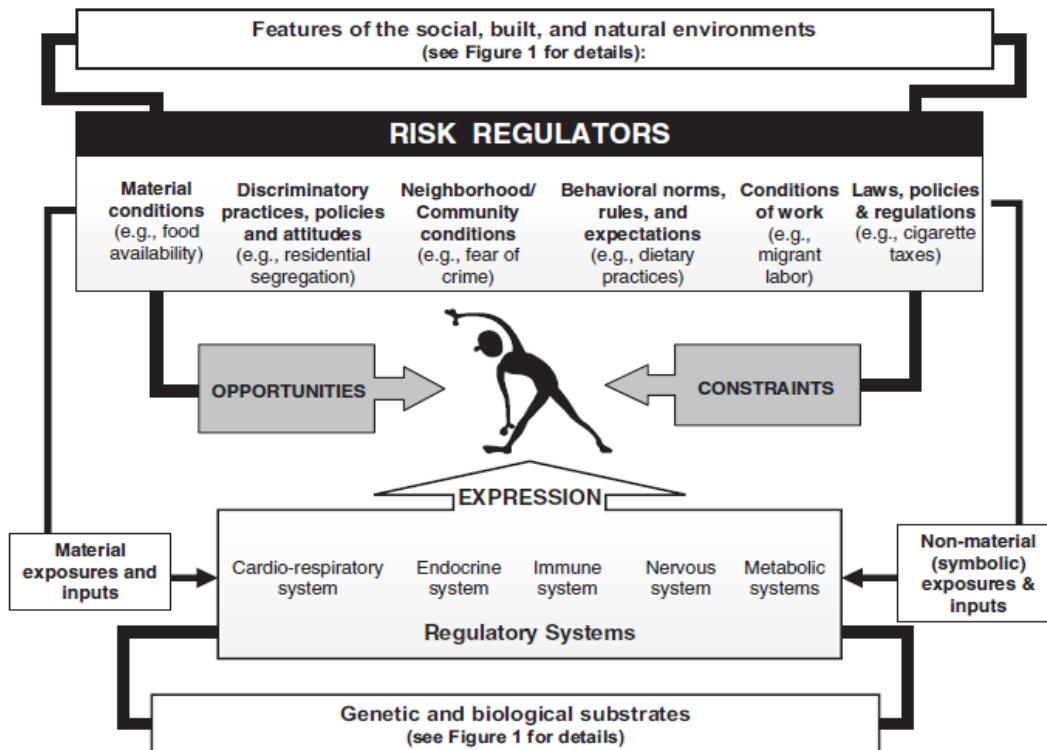 Features of the social, built, and natural environments
(see Figure 1 for details):
RISK REGULATORS
Material
conditions
(e.g., food
availability)
Discriminatory
practices, policies
and attitudes
(e.g., residential
segregation)
Neighborhood/
Community
conditions
(e.g., fear of
crime)
Behavioral norms,
rules, and
expectations
(e.g., dietary
practices)
Conditions
of work
(e.g.,
migrant
labor)
Laws, policies
& regulations
(e.g., cigarette
taxes)
OPPORTUNITIES
CONSTRAINTS
EXPRESSION
Material
exposures and
inputs
Cardio-respiratory
system
Endocrine
system
Immune
system
Nervous
system
Metabolic
systems
Regulatory Systems
Non-material
(symbolic)
exposures &
inputs
Genetic and biological substrates
(see Figure 1 for details)